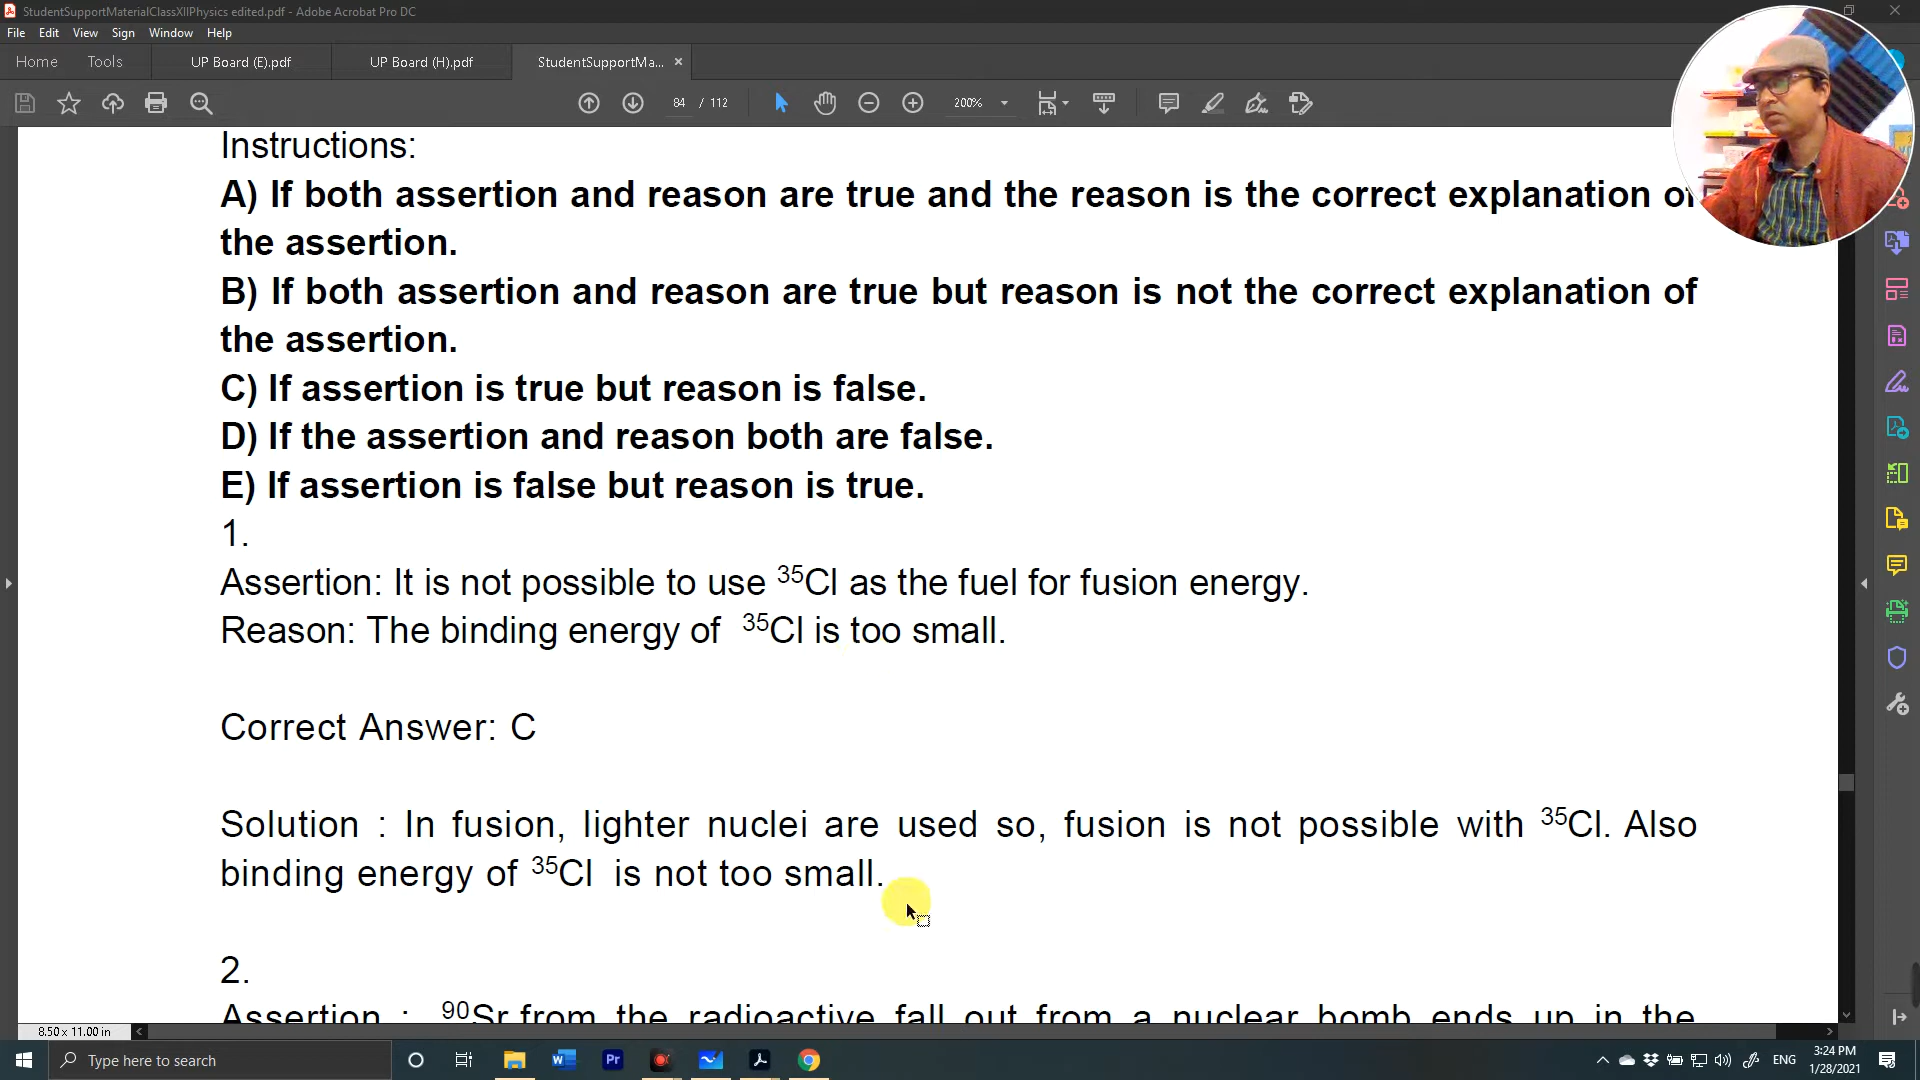 StudentSupportMaterialClassXIIPhysics edited.pdf - Adobe Acrobat Pro DC
File Edit View Sign Window Help
Home Tools UP Board (E).pdf UP Board (H).pdf StudentSupportMa... ×
84 / 112 200%
Instructions:
A) If both assertion and reason are true and the reason is the correct explanation of
the assertion.
B) If both assertion and reason are true but reason is not the correct explanation of
the assertion.
C) If assertion is true but reason is false.
D) If the assertion and reason both are false.
E) If assertion is false but reason is true.
1.
Assertion: It is not possible to use ³⁵Cl as the fuel for fusion energy.
Reason: The binding energy of ³⁵Cl is too small.
Correct Answer: C
Solution : In fusion, lighter nuclei are used so, fusion is not possible with ³⁵Cl. Also
binding energy of ³⁵Cl is not too small.
2.
Assertion : ⁹⁰Sr from the radioactive fall out from a nuclear bomb ends up in the
8.50 x 11.00 in
Type here to search
ENG
3:24 PM
1/28/2021